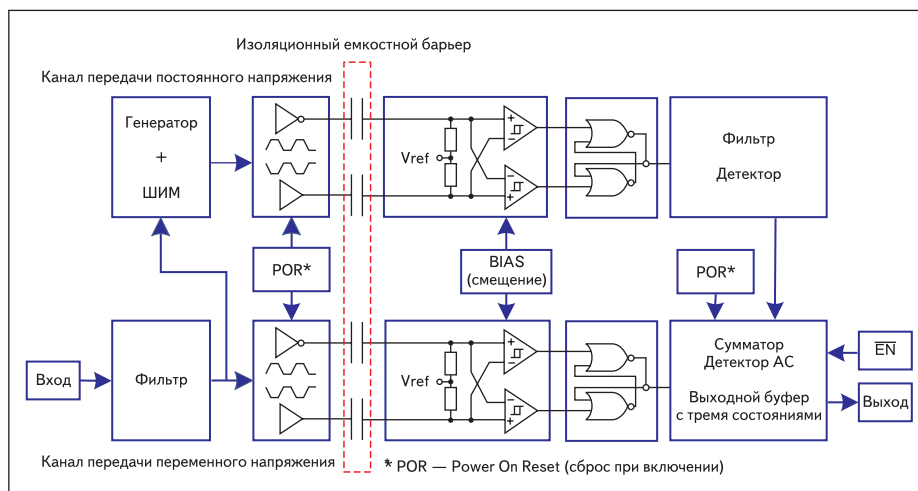 Изоляционный емкостной барьер
Канал передачи постоянного напряжения
Генератор
+
ШИМ
Vref
+
−
−
+
Фильтр
Детектор
POR*
BIAS
(смещение)
POR*
Вход
Фильтр
Vref
+
−
−
+
Сумматор
Детектор AC
Выходной буфер
с тремя состояниями
EN
Выход
Канал передачи переменного напряжения
* POR — Power On Reset (сброс при включении)